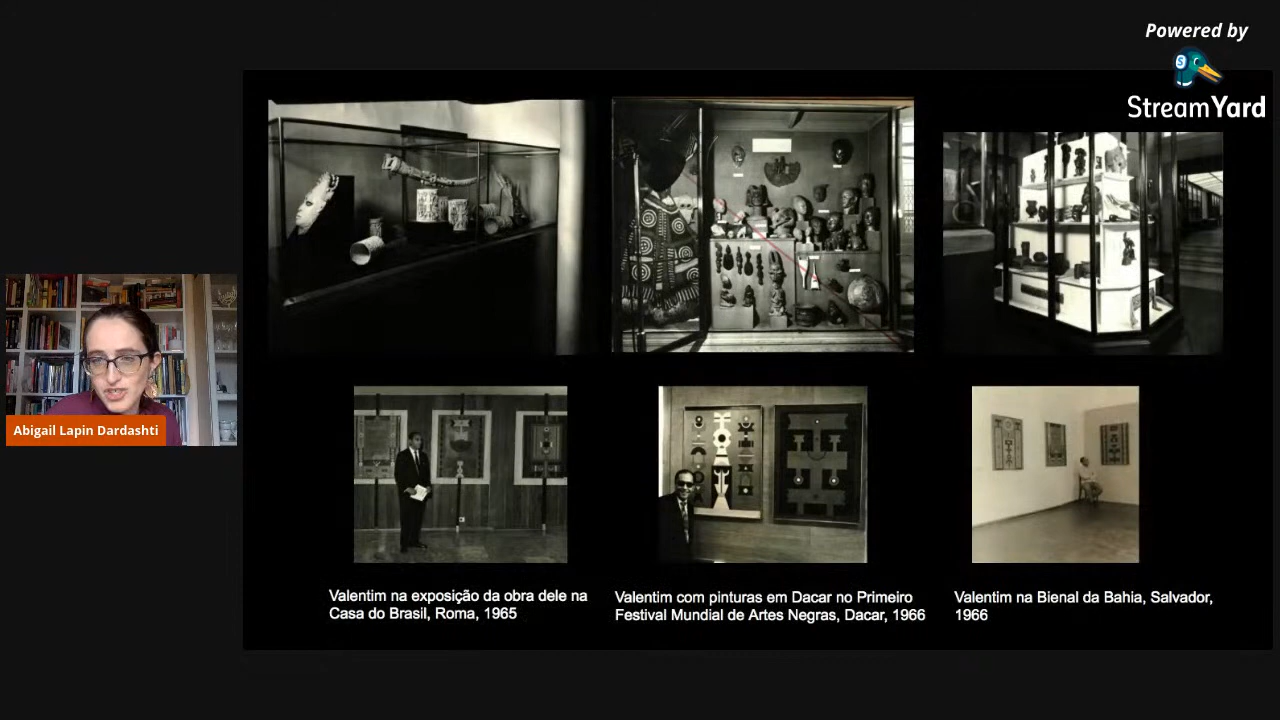 Powered by
StreamYard
Abigail Lapin Dardashti
Valentim na exposição da obra dele na
Casa do Brasil, Roma, 1965
Valentim com pinturas em Dacar no Primeiro
Festival Mundial de Artes Negras, Dacar, 1966
Valentim na Bienal da Bahia, Salvador,
1966